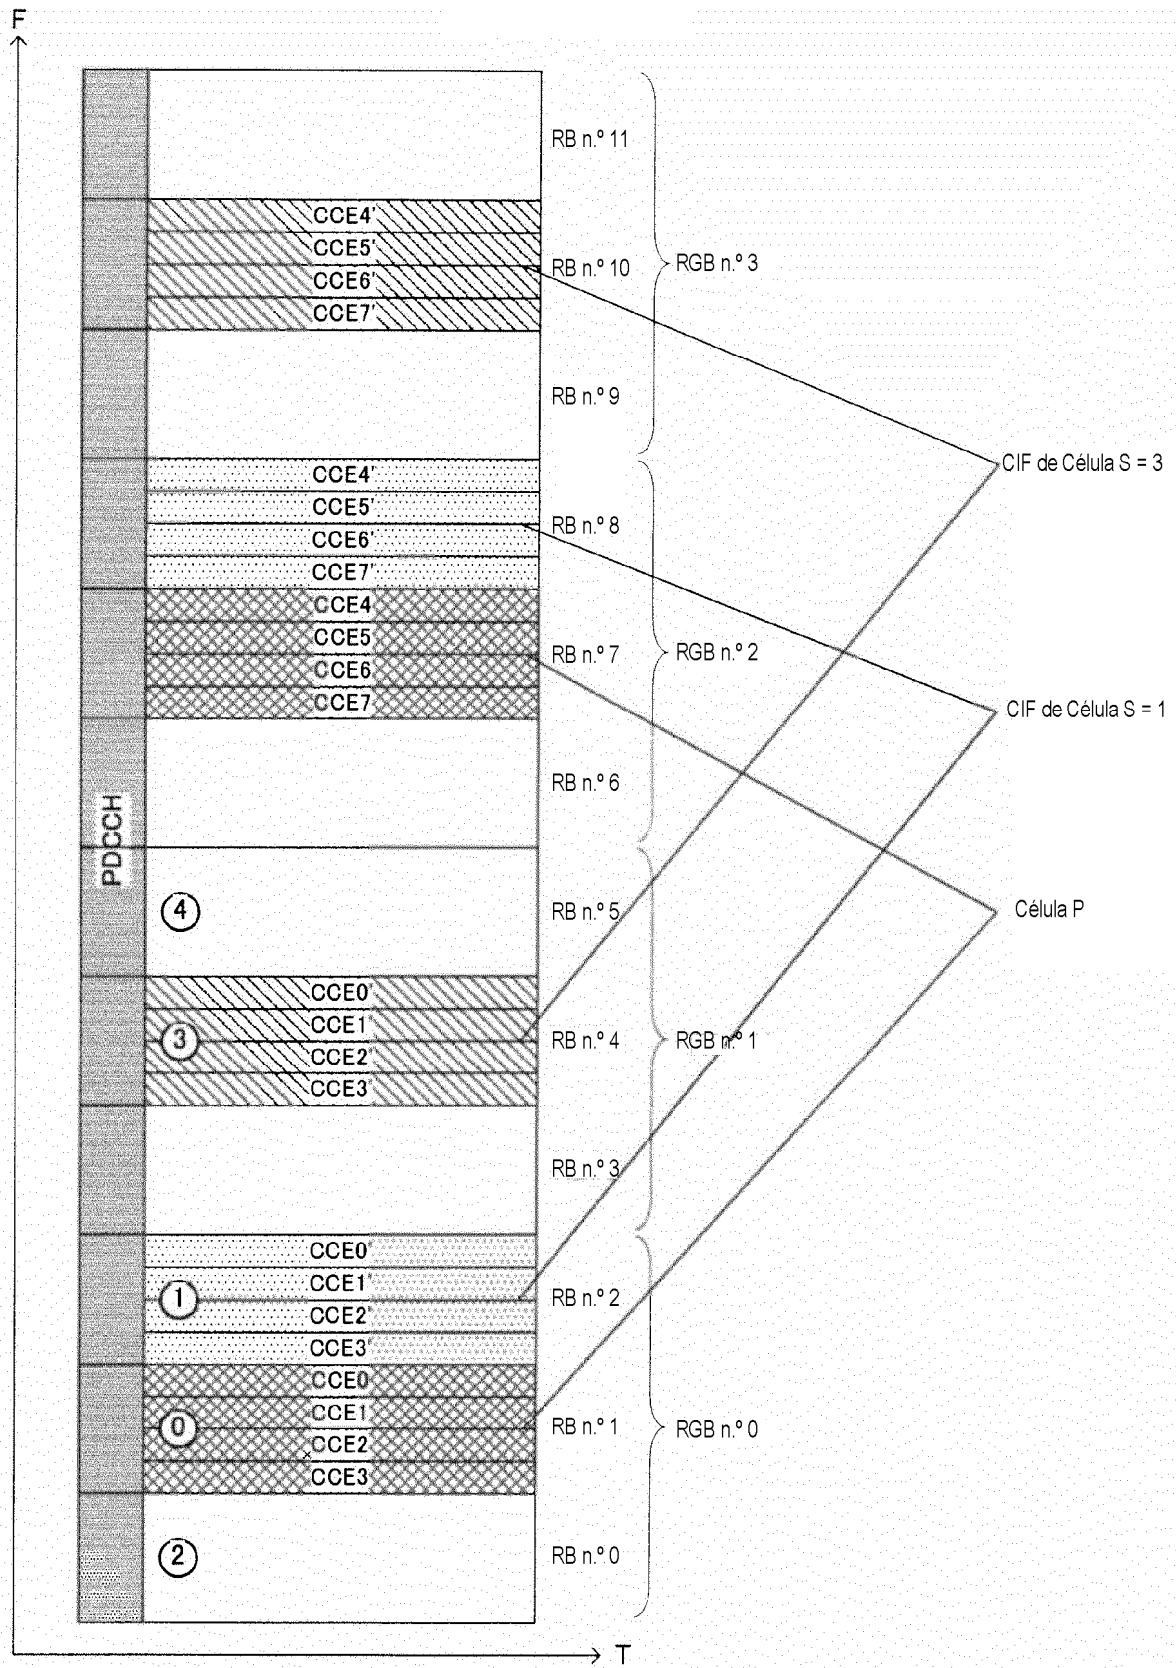 F
RB n.º 11
CCE4'
CCE5'
RB n.º 10
RGB n.º 3
CCE6'
CCE7'
RB n.º 9
CIF de Célula S = 3
CCE4'
CCE5'
RB n.º 8
CCE6'
CCE7'
CCE4
CCE5
RB n.º 7
RGB n.º 2
CCE6
CCE7
CIF de Célula S = 1
RB n.º 6
PDCCH
4
RB n.º 5
Célula P
CCE0'
CCE1'
3
RB n.º 4
RGB n.º 1
CCE2'
CCE3'
RB n.º 3
CCE0'
CCE1'
1
RB n.º 2
CCE2'
CCE3'
CCE0
CCE1
0
RB n.º 1
RGB n.º 0
CCE2
CCE3
2
RB n.º 0
T